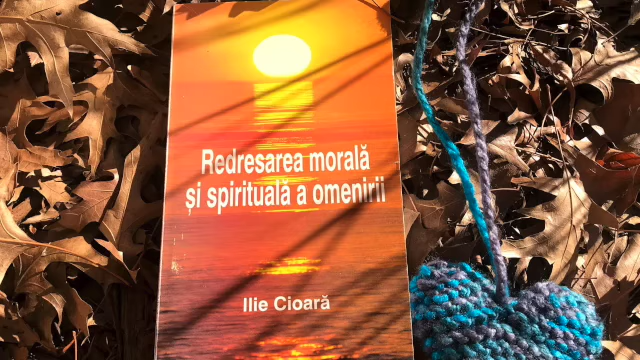 Redresarea morală
și spirituală a omenirii
Ilie Cioară